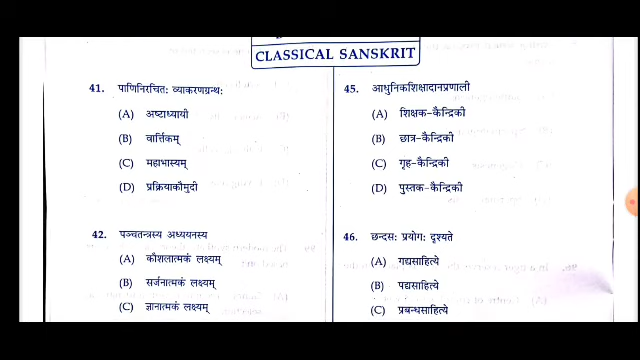 CLASSICAL SANSKRIT
41. पाणिनिरचितः व्याकरणग्रन्थः
(A) अष्टाध्यायी
(B) वार्त्तिकम्
(C) महाभास्यम्
(D) प्रक्रियाकौमुदी
42. पञ्चतन्त्रस्य अध्ययनस्य
(A) कौशलात्मकं लक्ष्यम्
(B) सर्जनात्मकं लक्ष्यम्
(C) ज्ञानात्मकं लक्ष्यम्
45. आधुनिकशिक्षादानप्रणाली
(A) शिक्षक-कैन्द्रिकी
(B) छात्र-कैन्द्रिकी
(C) गृह-कैन्द्रिकी
(D) पुस्तक-कैन्द्रिकी
46. छन्दसः प्रयोगः दृश्यते
(A) गद्यसाहित्ये
(B) पद्यसाहित्ये
(C) प्रबन्धसाहित्ये